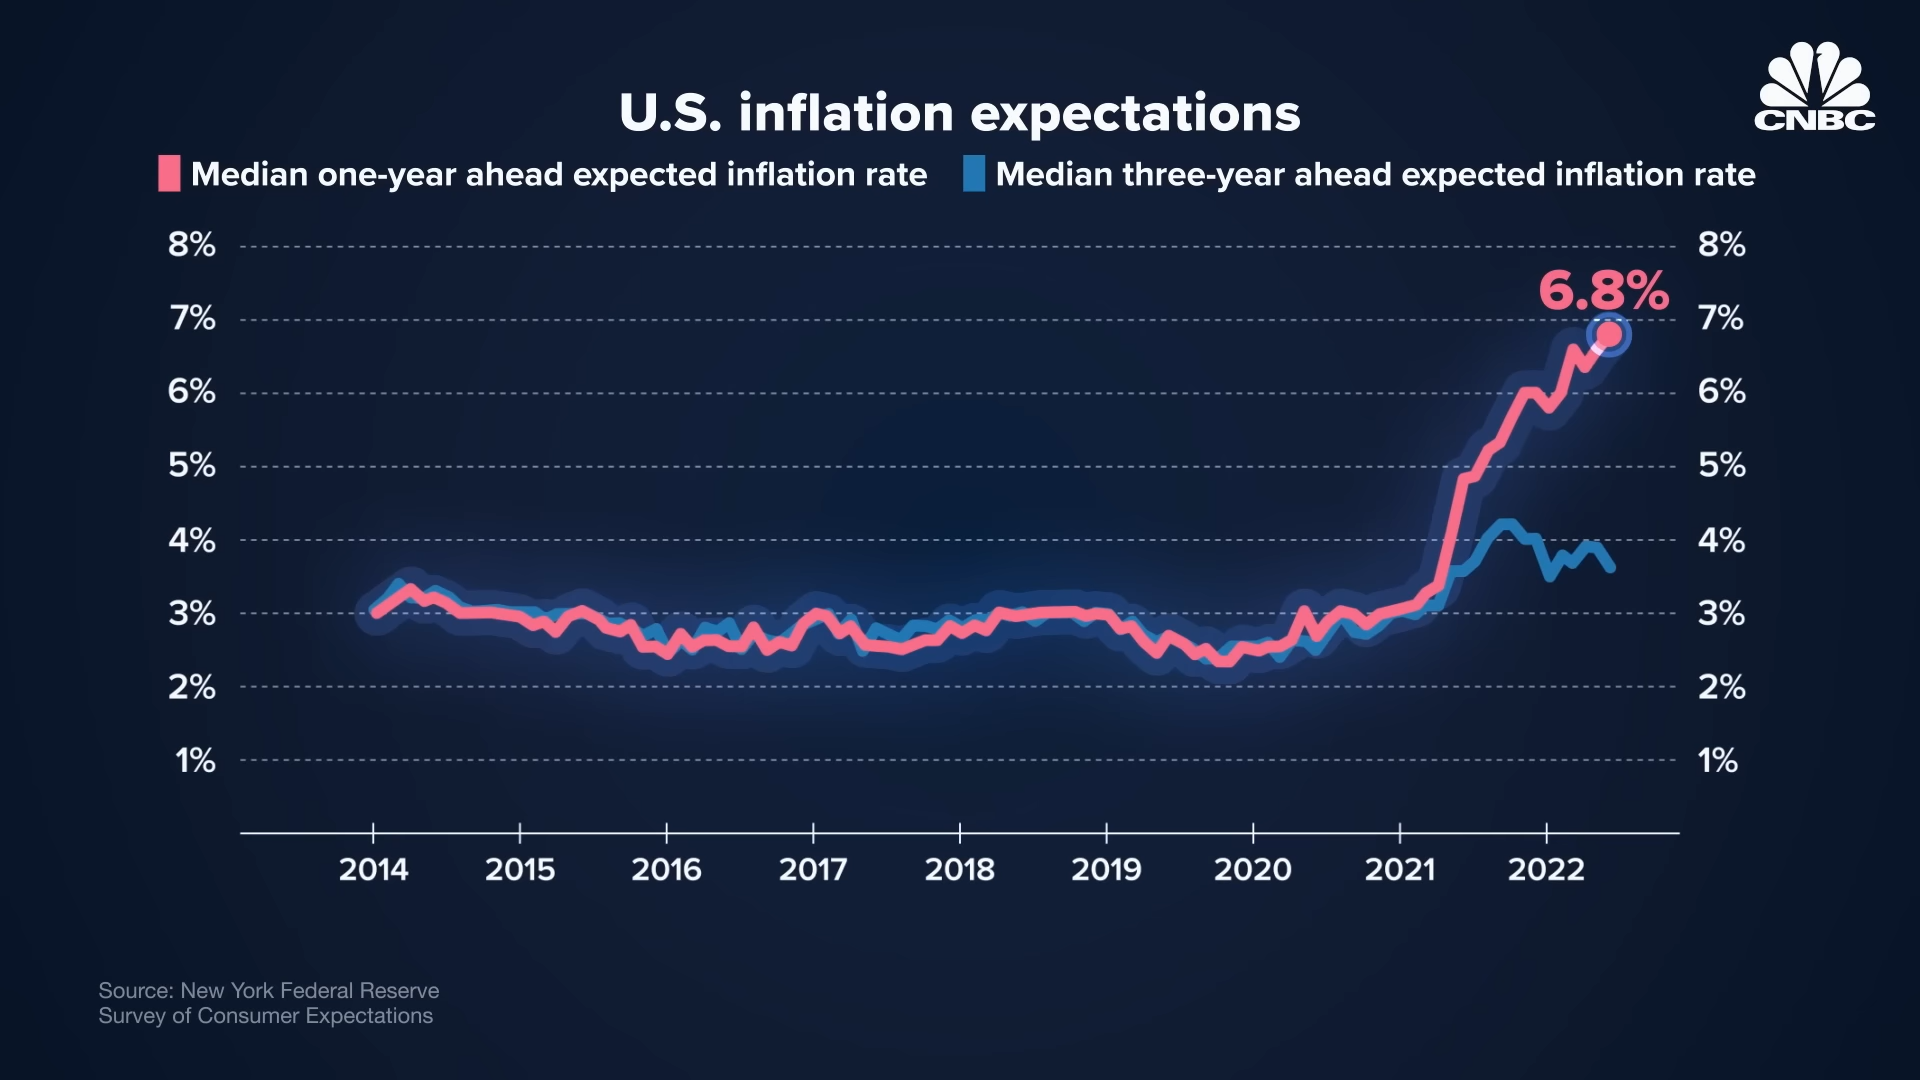 CNBC
U.S. inflation expectations
Median one-year ahead expected inflation rate Median three-year ahead expected inflation rate
8% 8%
6.8%
7% 7%
6% 6%
5% 5%
4% 4%
3% 3%
2% 2%
1% 1%
2014 2015 2016 2017 2018 2019 2020 2021 2022
Source: New York Federal Reserve
Survey of Consumer Expectations